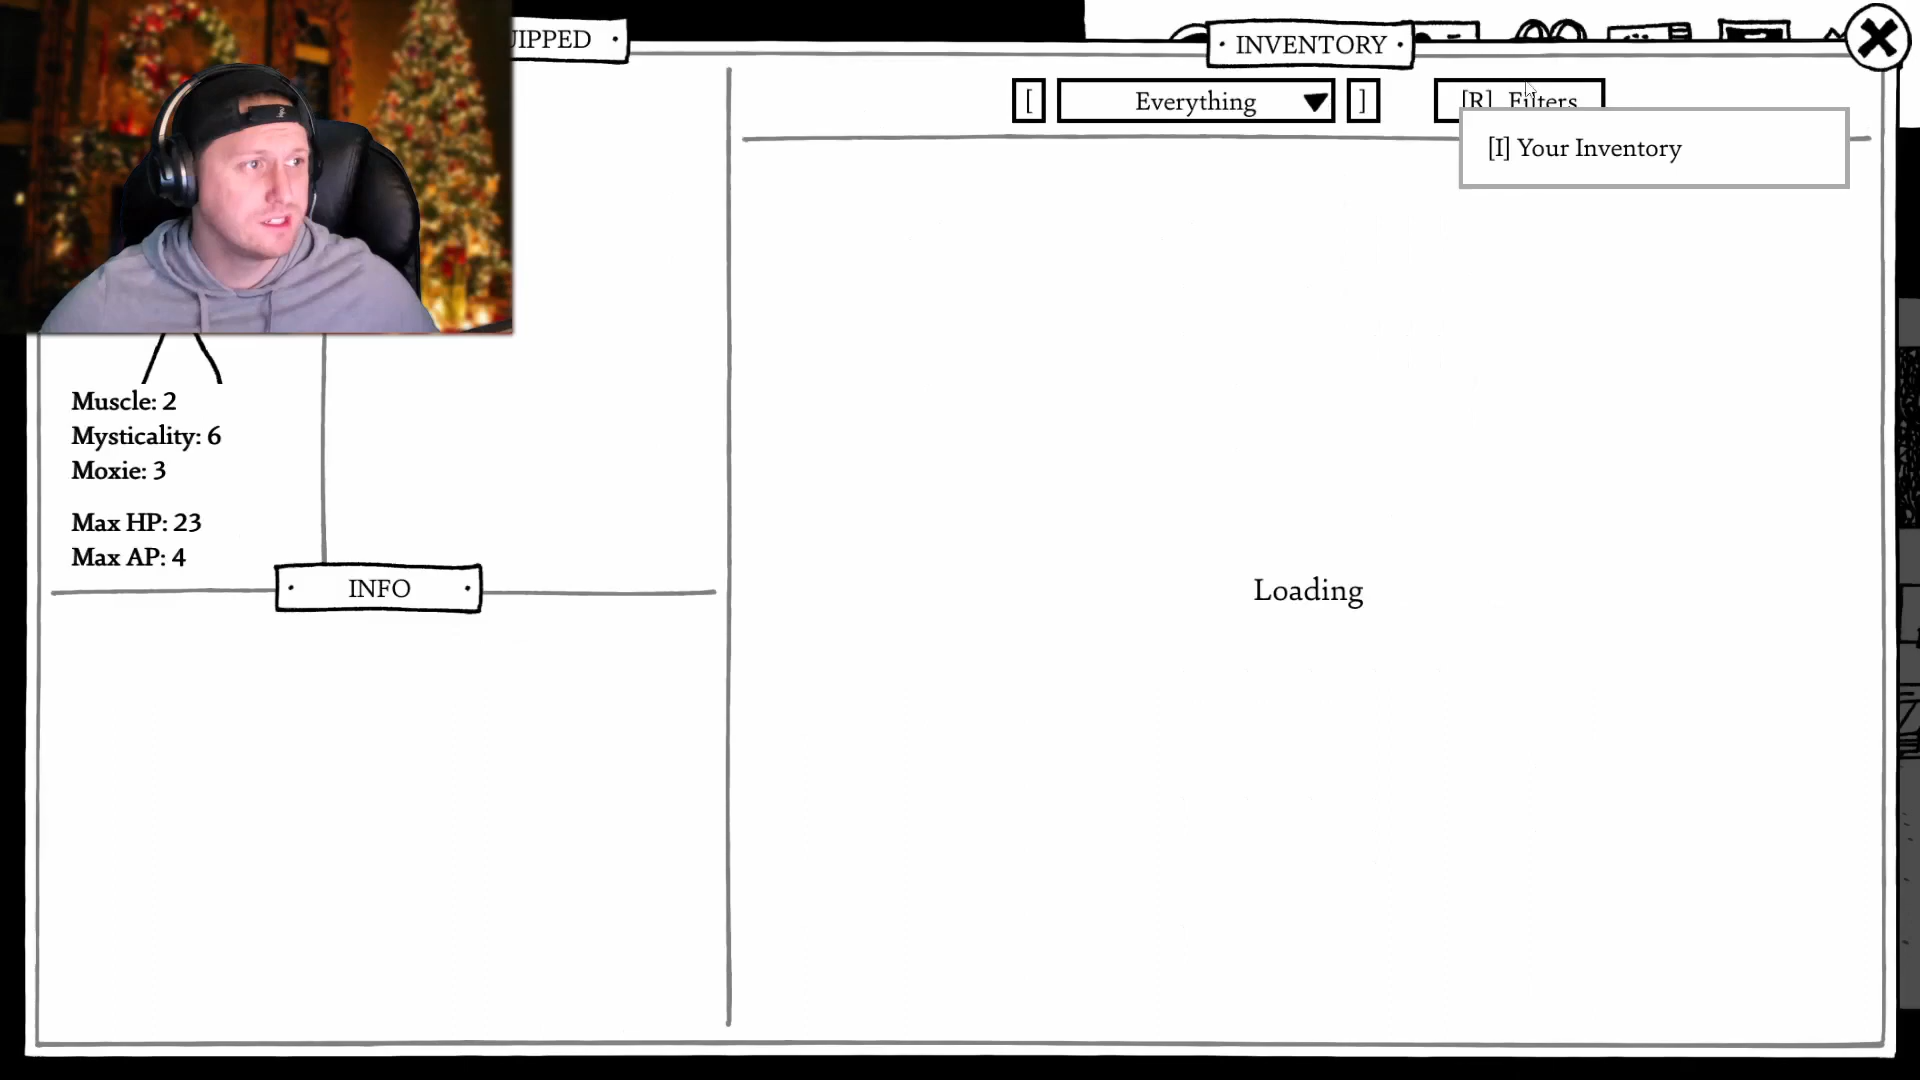 INVENTORY
[ Everything ] [R] Filters
[I] Your Inventory
Muscle: 2
Mysticality: 6
Moxie: 3
Max HP: 23
Max AP: 4
INFO
Loading